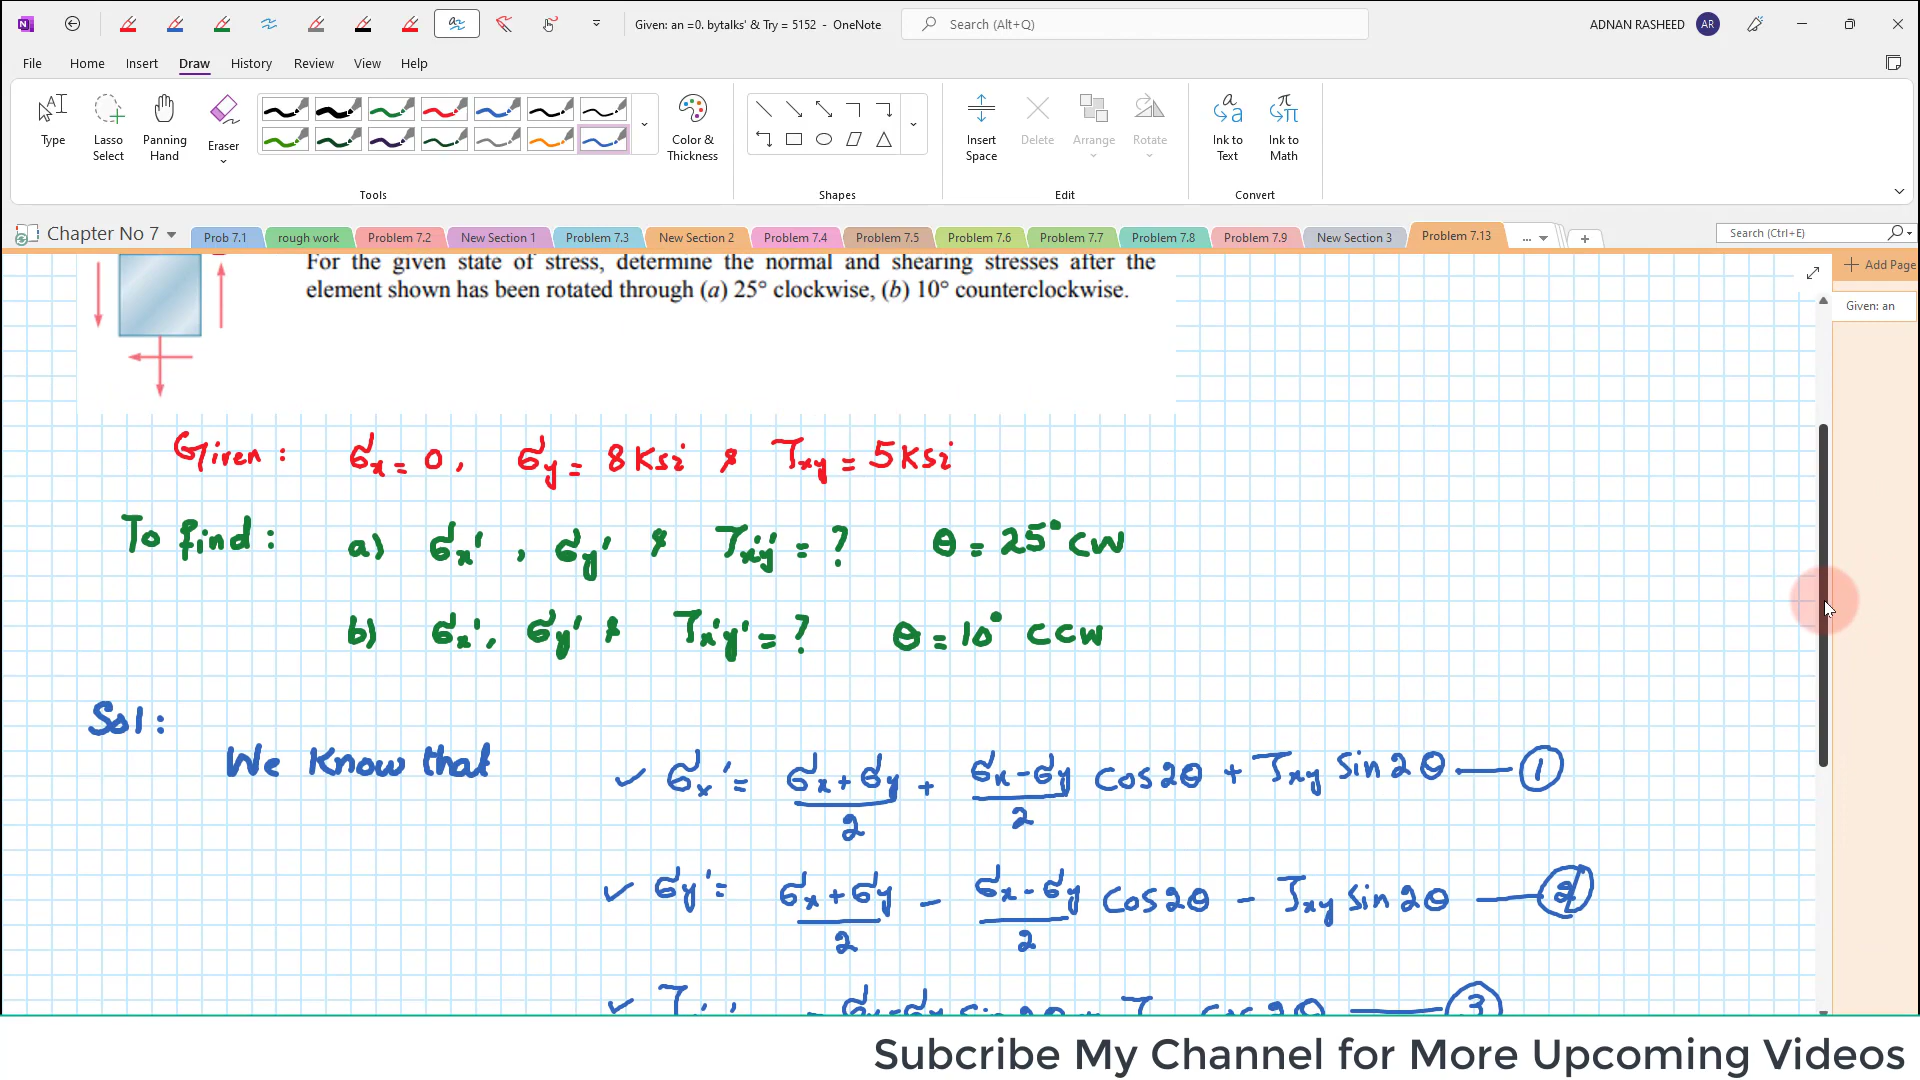 Given: an =0. bytalks' & Try = 5152 - OneNote
Search (Alt+Q)
ADNAN RASHEED
AR
File Home Insert Draw History Review View Help
Type
Lasso Select
Panning Hand
Eraser
Color & Thickness
Insert Space
Delete
Arrange
Rotate
Ink to Text
Ink to Math
Tools
Shapes
Edit
Convert
Chapter No 7
Prob 7.1 rough work Problem 7.2 New Section 1 Problem 7.3 New Section 2 Problem 7.4 Problem 7.5 Problem 7.6 Problem 7.7 Problem 7.8 Problem 7.9 New Section 3 Problem 7.13 ...
Search (Ctrl+E)
Add Page
Given: an
For the given state of stress, determine the normal and shearing stresses after the
element shown has been rotated through (a) 25° clockwise, (b) 10° counterclockwise.
Given: σx = 0, σy = 8 Ksi & τxy = 5 Ksi
To find: a) σx', σy' & τx'y' = ? θ = 25° CW
b) σx', σy' & τx'y' = ? θ = 10° CCW
Sol:
We Know that
✓ σx' = σx + σy / 2 + σx - σy / 2 cos 2θ + τxy sin 2θ — 1
✓ σy' = σx + σy / 2 - σx - σy / 2 cos 2θ - τxy sin 2θ — 2
Subcribe My Channel for More Upcoming Videos